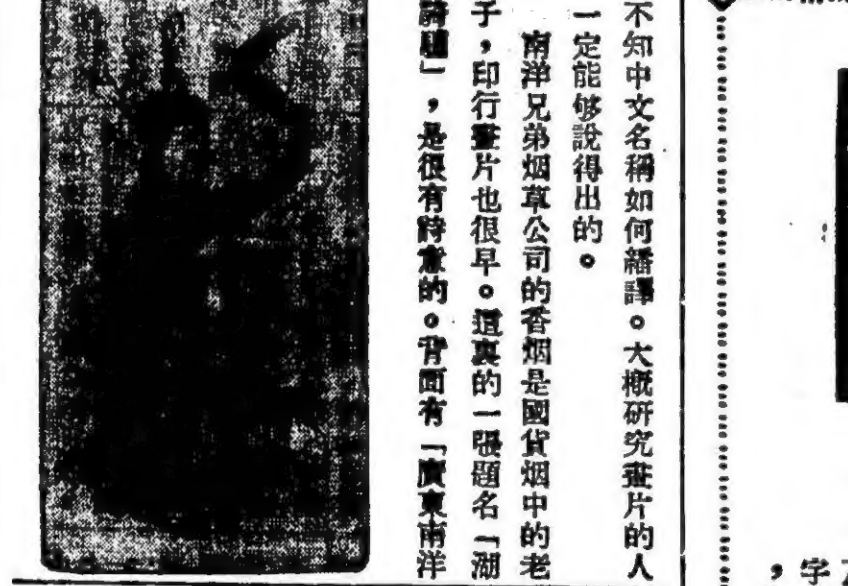 不知中文名稱如何繙譯。大概研究畫片的人
一定能够說得出的。
南洋兄弟烟草公司的香烟是國貨烟中的老
子,印行畫片也很早。這裏的一張題名「湖
驢」,是很有詩意的。背面有「廣東南洋
字